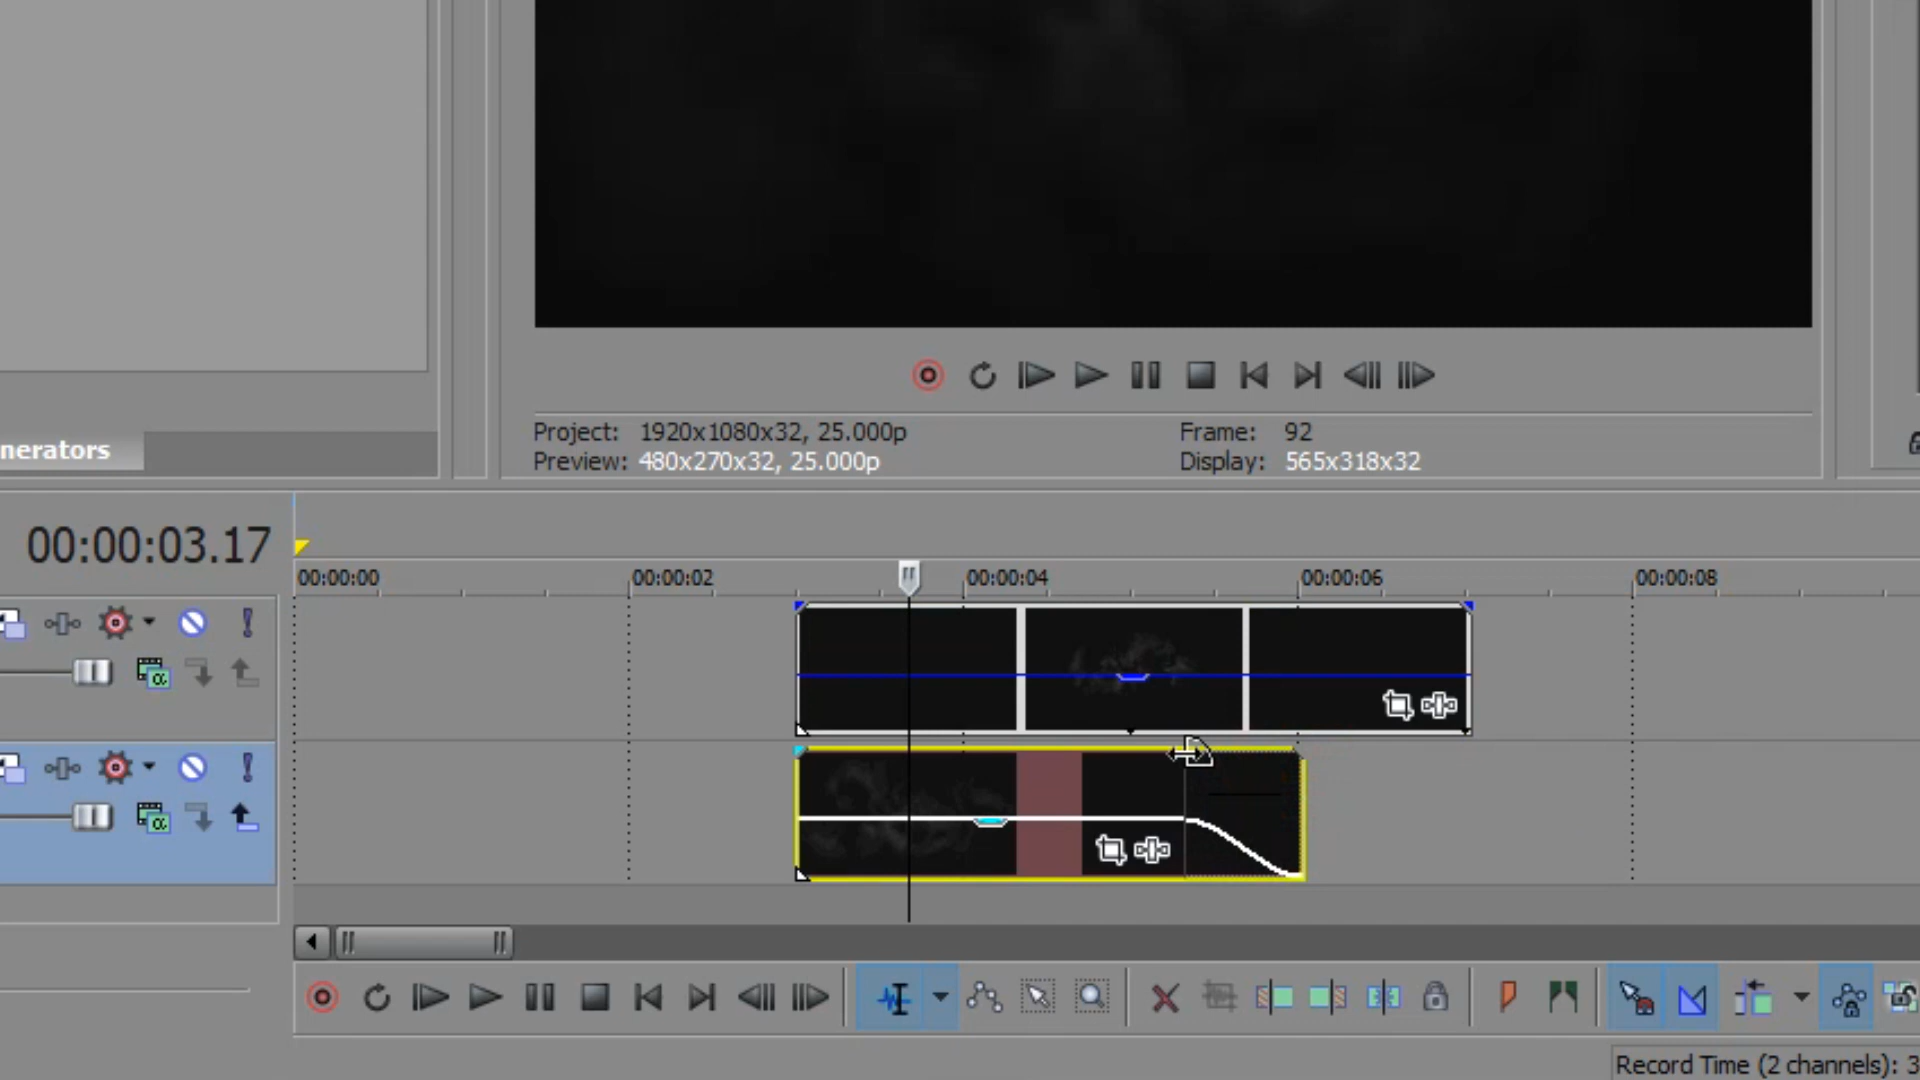 Project: 1920x1080x32, 25.000p Frame: 92
Preview: 480x270x32, 25.000p Display: 565x318x32
nerators
00:00:03.17
00:00:00 00:00:02 00:00:04 00:00:06 00:00:08
Record Time (2 channels): 3